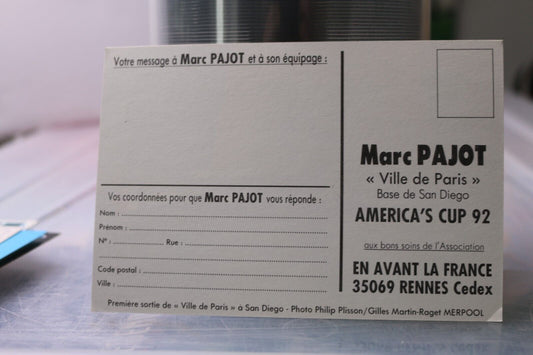 Votre message à Marc PAJOT et à son équipage :
Vos coordonnées pour que Marc PAJOT vous réponde :
Nom :
Prénom :
N° : Rue :
Code postal :
Ville :
Première sortie de « Ville de Paris » à San Diego - Photo Philip Plisson/Gilles Martin-Raget MERPOOL
Marc PAJOT
« Ville de Paris »
Base de San Diego
AMERICA'S CUP 92
aux bons soins de l'Association
EN AVANT LA FRANCE
35069 RENNES Cedex